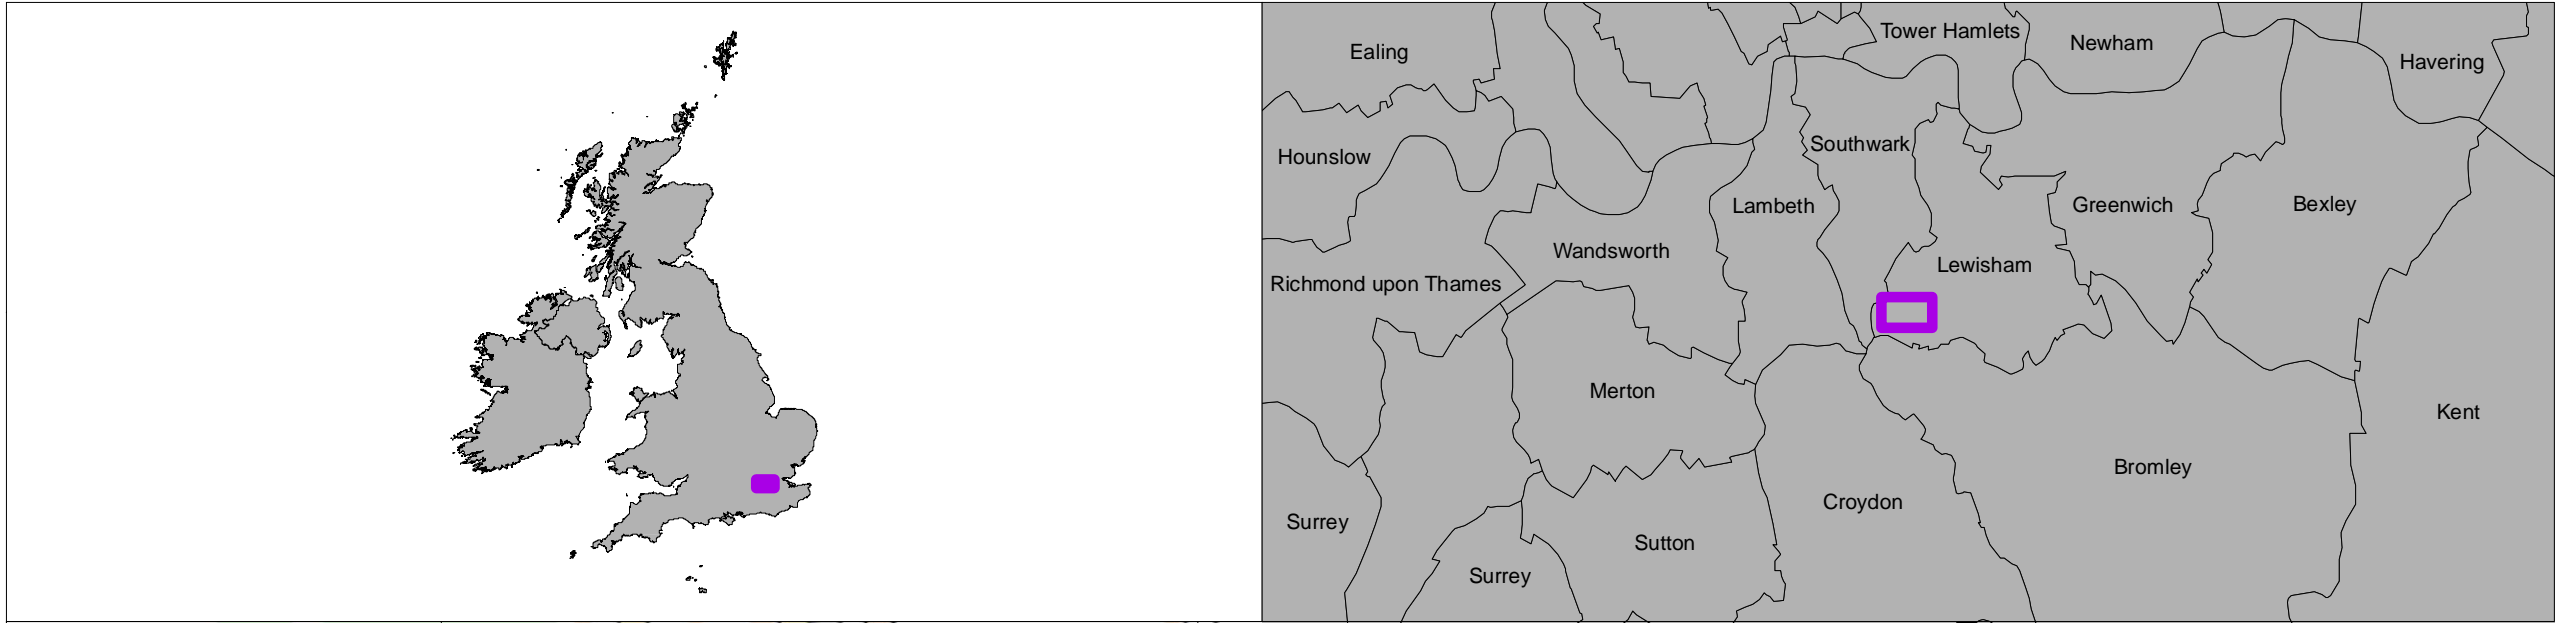 Tower Hamlets
Newham
Ealing
Havering
Southwark
Hounslow
Lambeth
Greenwich
Bexley
Wandsworth
Lewisham
Richmond upon Thames
Merton
Kent
Bromley
Croydon
Surrey
Sutton
Surrey